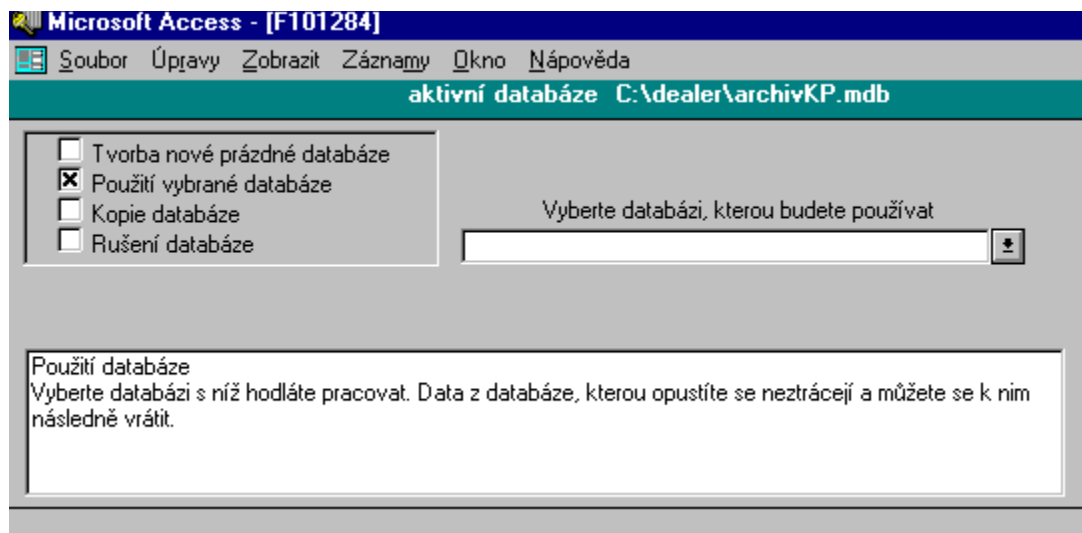 Microsoft Access - [F101284]
Soubor Úpravy Zobrazit Záznamy Okno Nápověda
aktivní databáze C:\dealer\archivKP.mdb
Tvorba nové prázdné databáze
Použití vybrané databáze
Kopie databáze
Rušení databáze
Vyberte databázi, kterou budete používat
Použití databáze
Vyberte databázi s níž hodláte pracovat. Data z databáze, kterou opustíte se neztrácejí a můžete se k nim
následně vrátit.